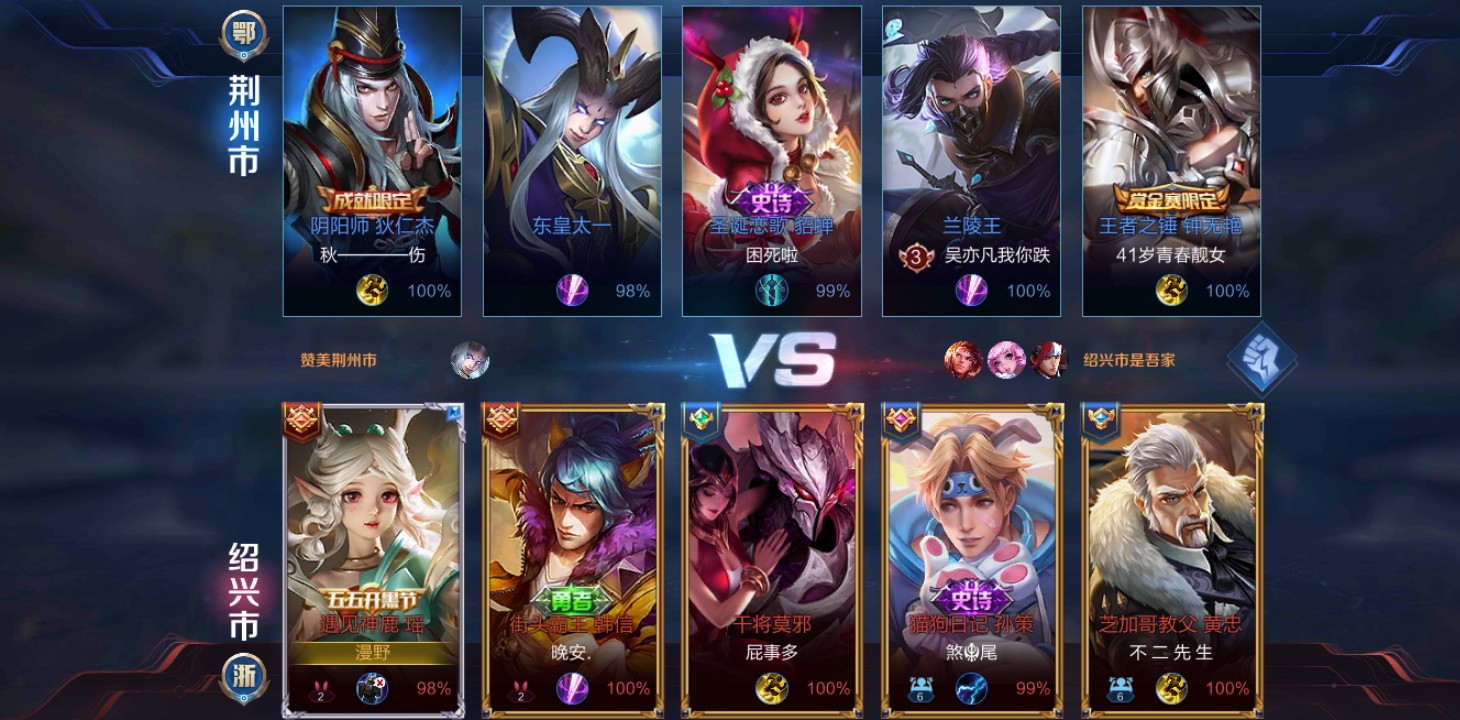 鄂
荆州市
成就限定
阴阳师 狄仁杰
秋————伤
100%
东皇太一
98%
史诗
圣诞恋歌 貂蝉
困死啦
99%
兰陵王
3
吴亦凡我你跌
100%
赏金赛限定
王者之锤 钟无艳
41岁青春靓女
100%
赞美荆州市
VS
绍兴市是吾家
绍兴市
浙
五五开黑节
遇见神鹿 瑶
漫野
2
98%
勇者
街头霸王 韩信
晚安.
2
100%
干将莫邪
屁事多
100%
史诗
猫狗日记 孙策
煞尾
6
99%
芝加哥教父 黄忠
不二先生
6
100%